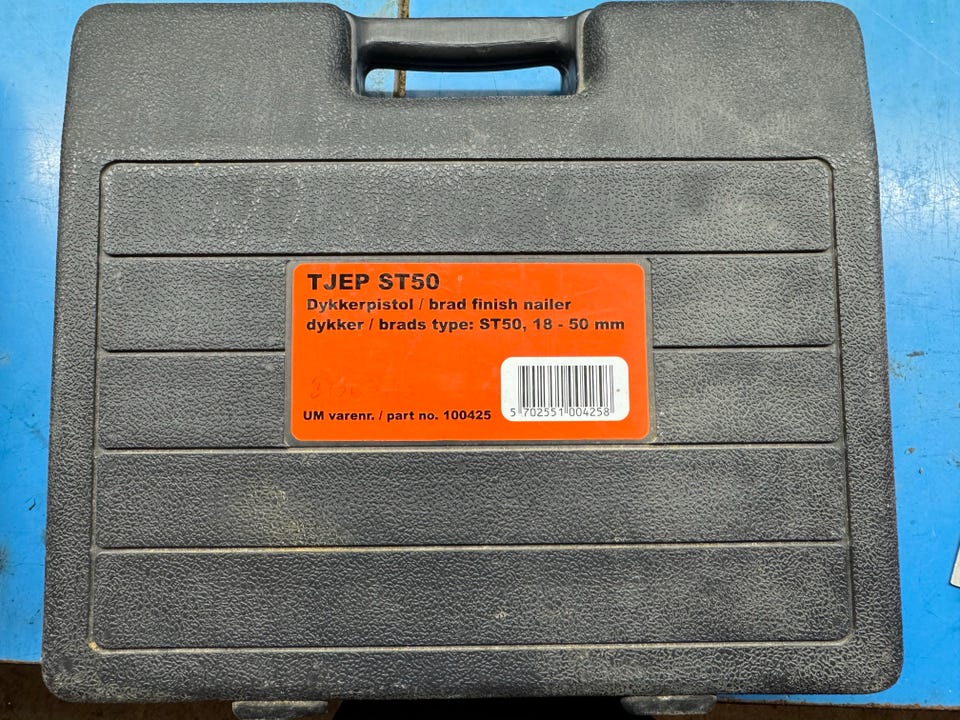 TJEP ST50
Dykkerpistol / brad finish nailer
dykker / brads type: ST50, 18 - 50 mm
UM varenr. / part no. 100425
5 702551 004258